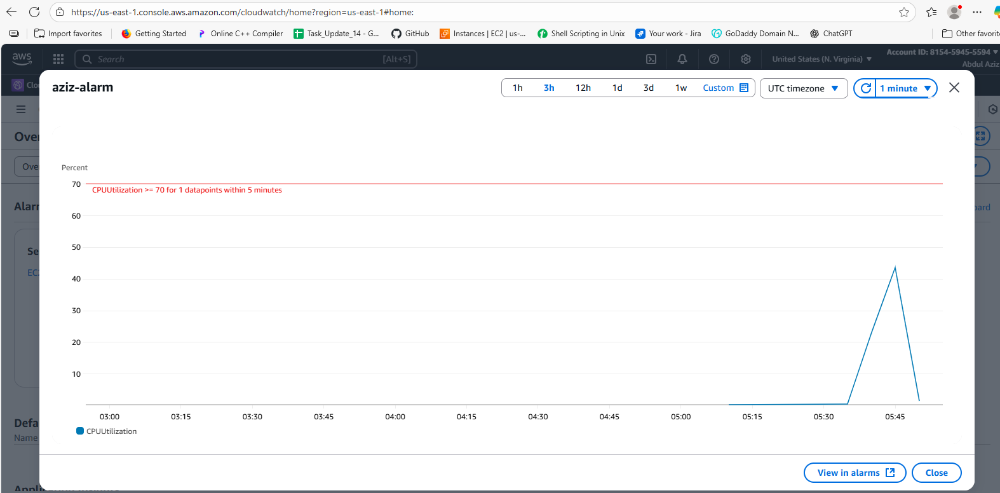 https://us-east-1.console.aws.amazon.com/cloudwatch/home?region=us-east-1#home:
Import favorites Getting Started Online C++ Compiler Task_Update_14 - G... GitHub Instances | EC2 | us-... Shell Scripting in Unix Your work - Jira GoDaddy Domain N... ChatGPT Other favorit
aws Search [Alt+S] United States (N. Virginia) Account ID: 8154-5945-5594
Abdul Aziz
Clo
aziz-alarm 1h 3h 12h 1d 3d 1w Custom UTC timezone 1 minute
Over
Over
Percent
70
CPUUtilization >= 70 for 1 datapoints within 5 minutes
Alarm
oard
60
50
Se
40
EC2
30
20
10
03:00 03:15 03:30 03:45 04:00 04:15 04:30 04:45 05:00 05:15 05:30 05:45
Defa
CPUUtilization
Name
View in alarms Close